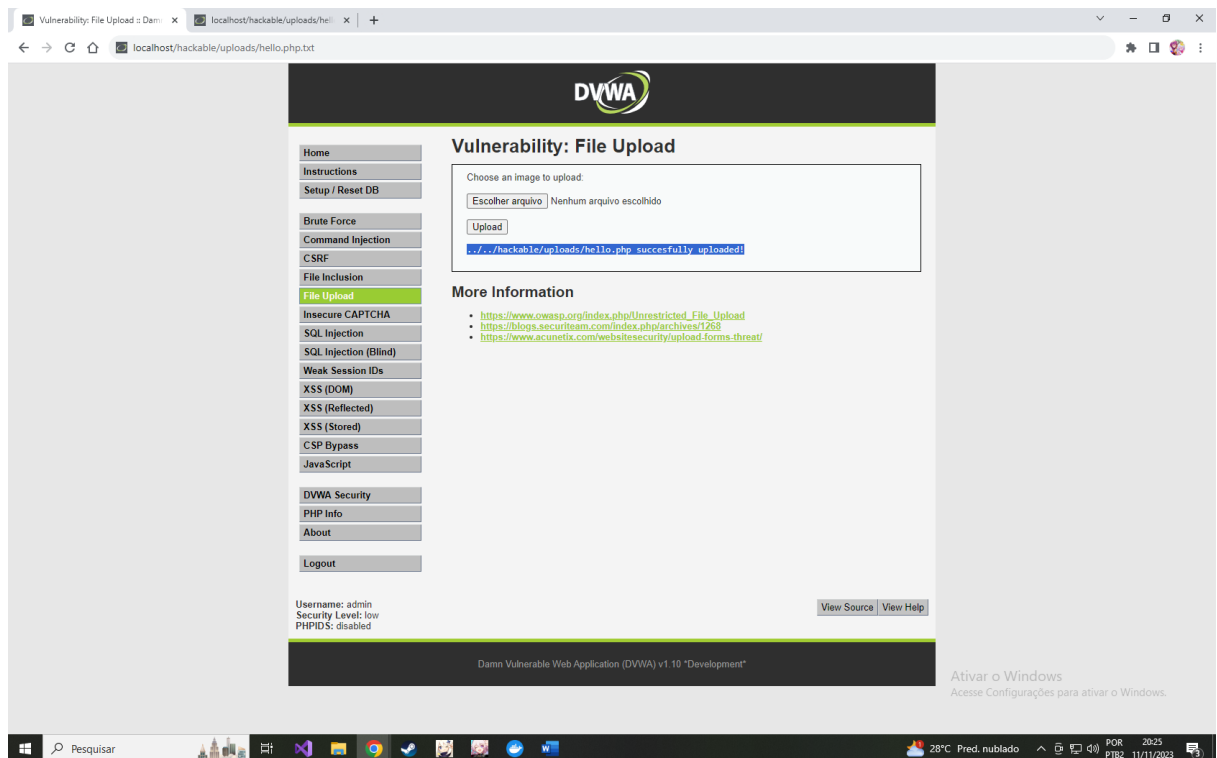 Vulnerability: File Upload :: Dam
localhost/hackable/uploads/hell
localhost/hackable/uploads/hello.php.txt
DVWA
Home
Instructions
Setup / Reset DB
Brute Force
Command Injection
CSRF
File Inclusion
File Upload
Insecure CAPTCHA
SQL Injection
SQL Injection (Blind)
Weak Session IDs
XSS (DOM)
XSS (Reflected)
XSS (Stored)
CSP Bypass
JavaScript
DVWA Security
PHP Info
About
Logout
Vulnerability: File Upload
Choose an image to upload:
Escolher arquivo Nenhum arquivo escolhido
Upload
../../hackable/uploads/hello.php succesfully uploaded!
More Information
https://www.owasp.org/index.php/Unrestricted_File_Upload
https://blogs.securiteam.com/index.php/archives/1268
https://www.acunetix.com/websitesecurity/upload-forms-threat/
Username: admin
Security Level: low
PHPIDS: disabled
View Source View Help
Damn Vulnerable Web Application (DVWA) v1.10 *Development*
Ativar o Windows
Acesse Configurações para ativar o Windows.
Pesquisar
28°C Pred. nublado
POR
PTB2
20:25
11/11/2023